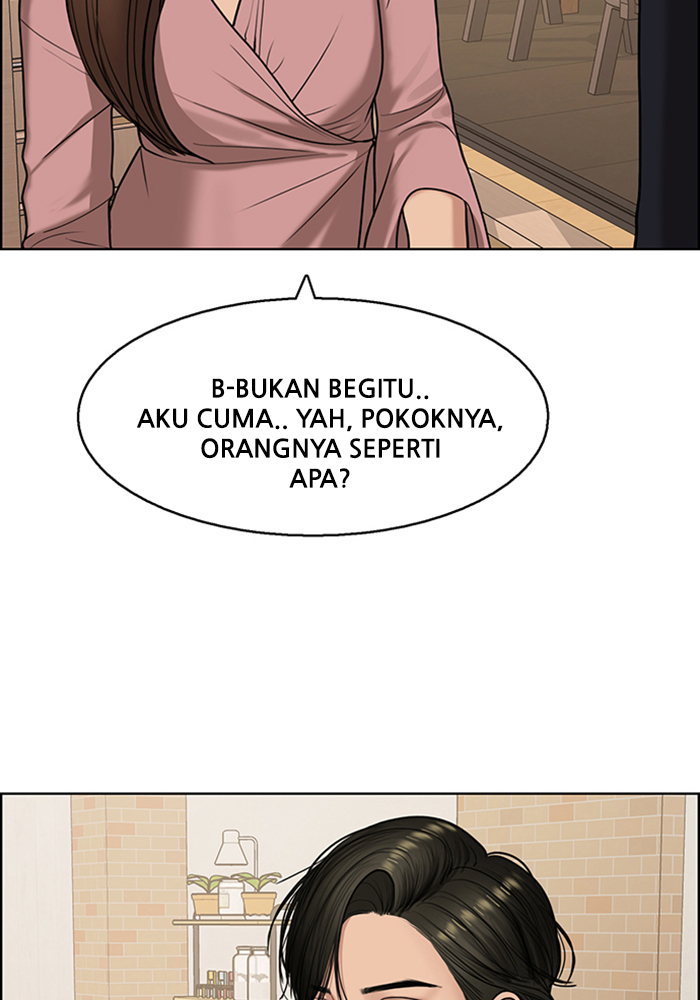 B-BUKAN BEGITU..
AKU CUMA.. YAH, POKOKNYA,
ORANGNYA SEPERTI
APA?